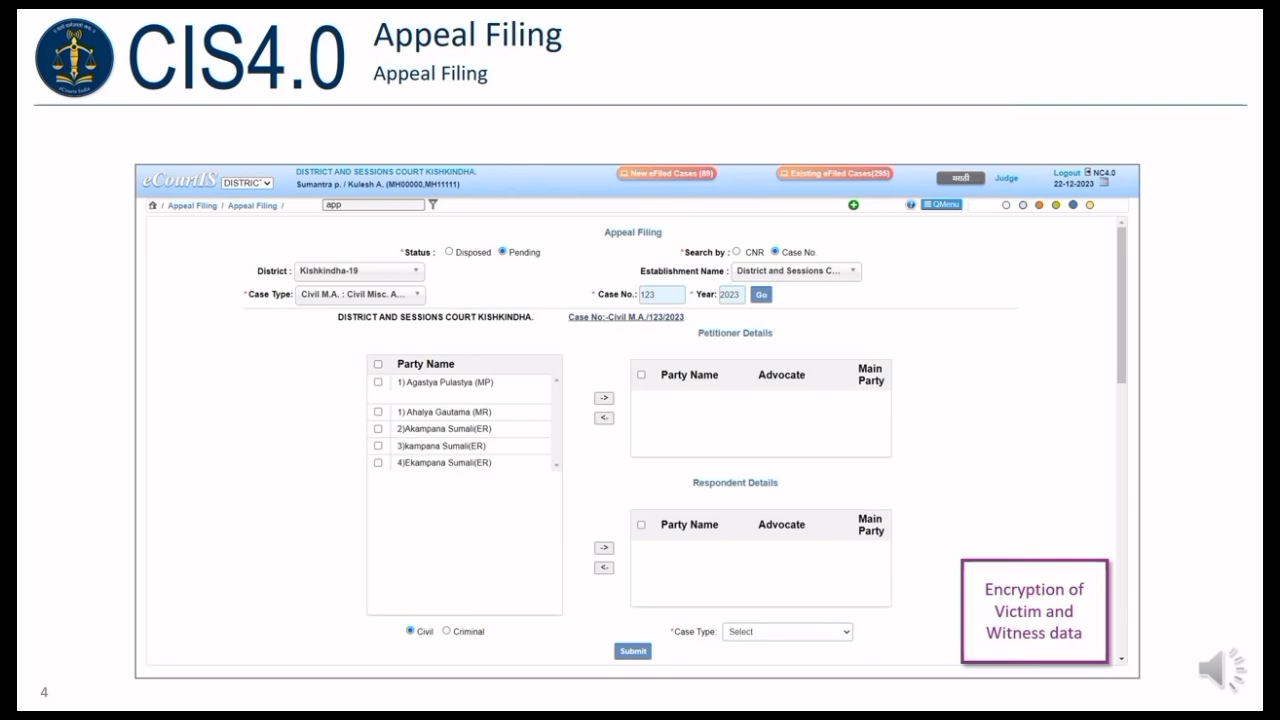 CIS4.0
Appeal Filing
Appeal Filing
eCourtIS DISTRIC
DISTRICT AND SESSIONS COURT KISHKINDHA.
Sumantra p. / Kulesh A. (MH00000,MH11111)
New eFiled Cases (89)
Existing eFiled Cases(295)
मराठी
Judge
Logout NC4.0
22-12-2023
/ Appeal Filing / Appeal Filing /
app
QMenu
Appeal Filing
*Status : Disposed Pending
*Search by : CNR Case No.
District : Kishkindha-19
Establishment Name : District and Sessions C...
*Case Type: Civil M.A. : Civil Misc. A...
* Case No.: 123 * Year: 2023 Go
DISTRICT AND SESSIONS COURT KISHKINDHA. Case No:-Civil M.A./123/2023
Petitioner Details
Party Name
1) Agastya Pulastya (MP)
1) Ahalya Gautama (MR)
2)Akampana Sumali(ER)
3)kampana Sumali(ER)
4)Ekampana Sumali(ER)
->
<-
Party Name Advocate Main Party
Respondent Details
->
<-
Party Name Advocate Main Party
Civil Criminal
*Case Type: Select
Submit
Encryption of
Victim and
Witness data
4